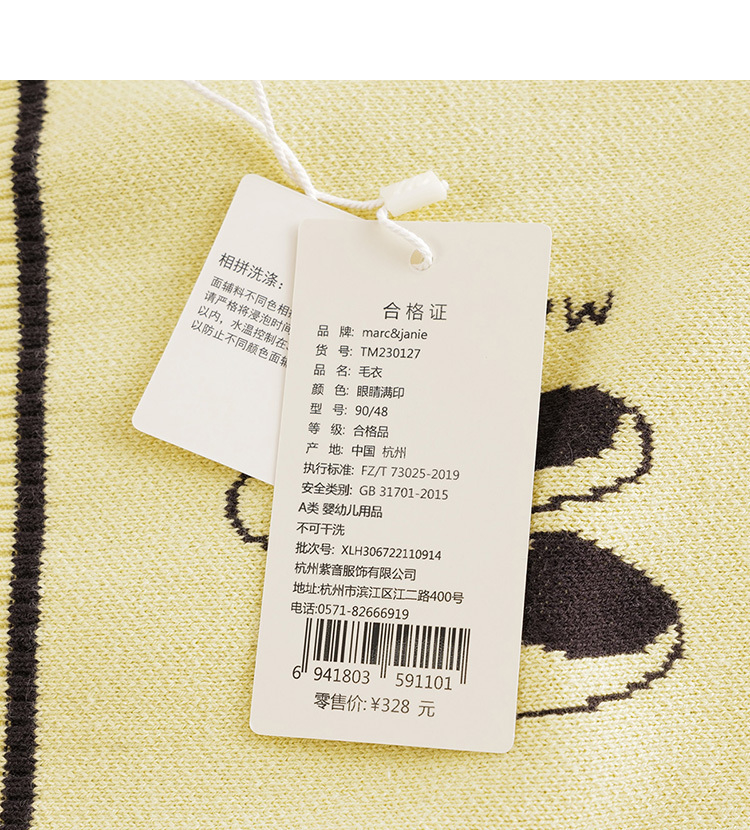 相拼洗涤:
面辅料不同色相
请严格将浸泡时间
以内，水温控制在
以防止不同颜色面辅
合格证
品 牌: marc&janie
货 号: TM230127
品 名: 毛衣
颜 色: 眼睛满印
型 号: 90/48
等 级: 合格品
产 地: 中国 杭州
执行标准: FZ/T 73025-2019
安全类别: GB 31701-2015
A类 婴幼儿用品
不可干洗
批次号: XLH306722110914
杭州紫音服饰有限公司
地址:杭州市滨江区江二路400号
电话:0571-82666919
6 941803 591101
零售价:¥328 元